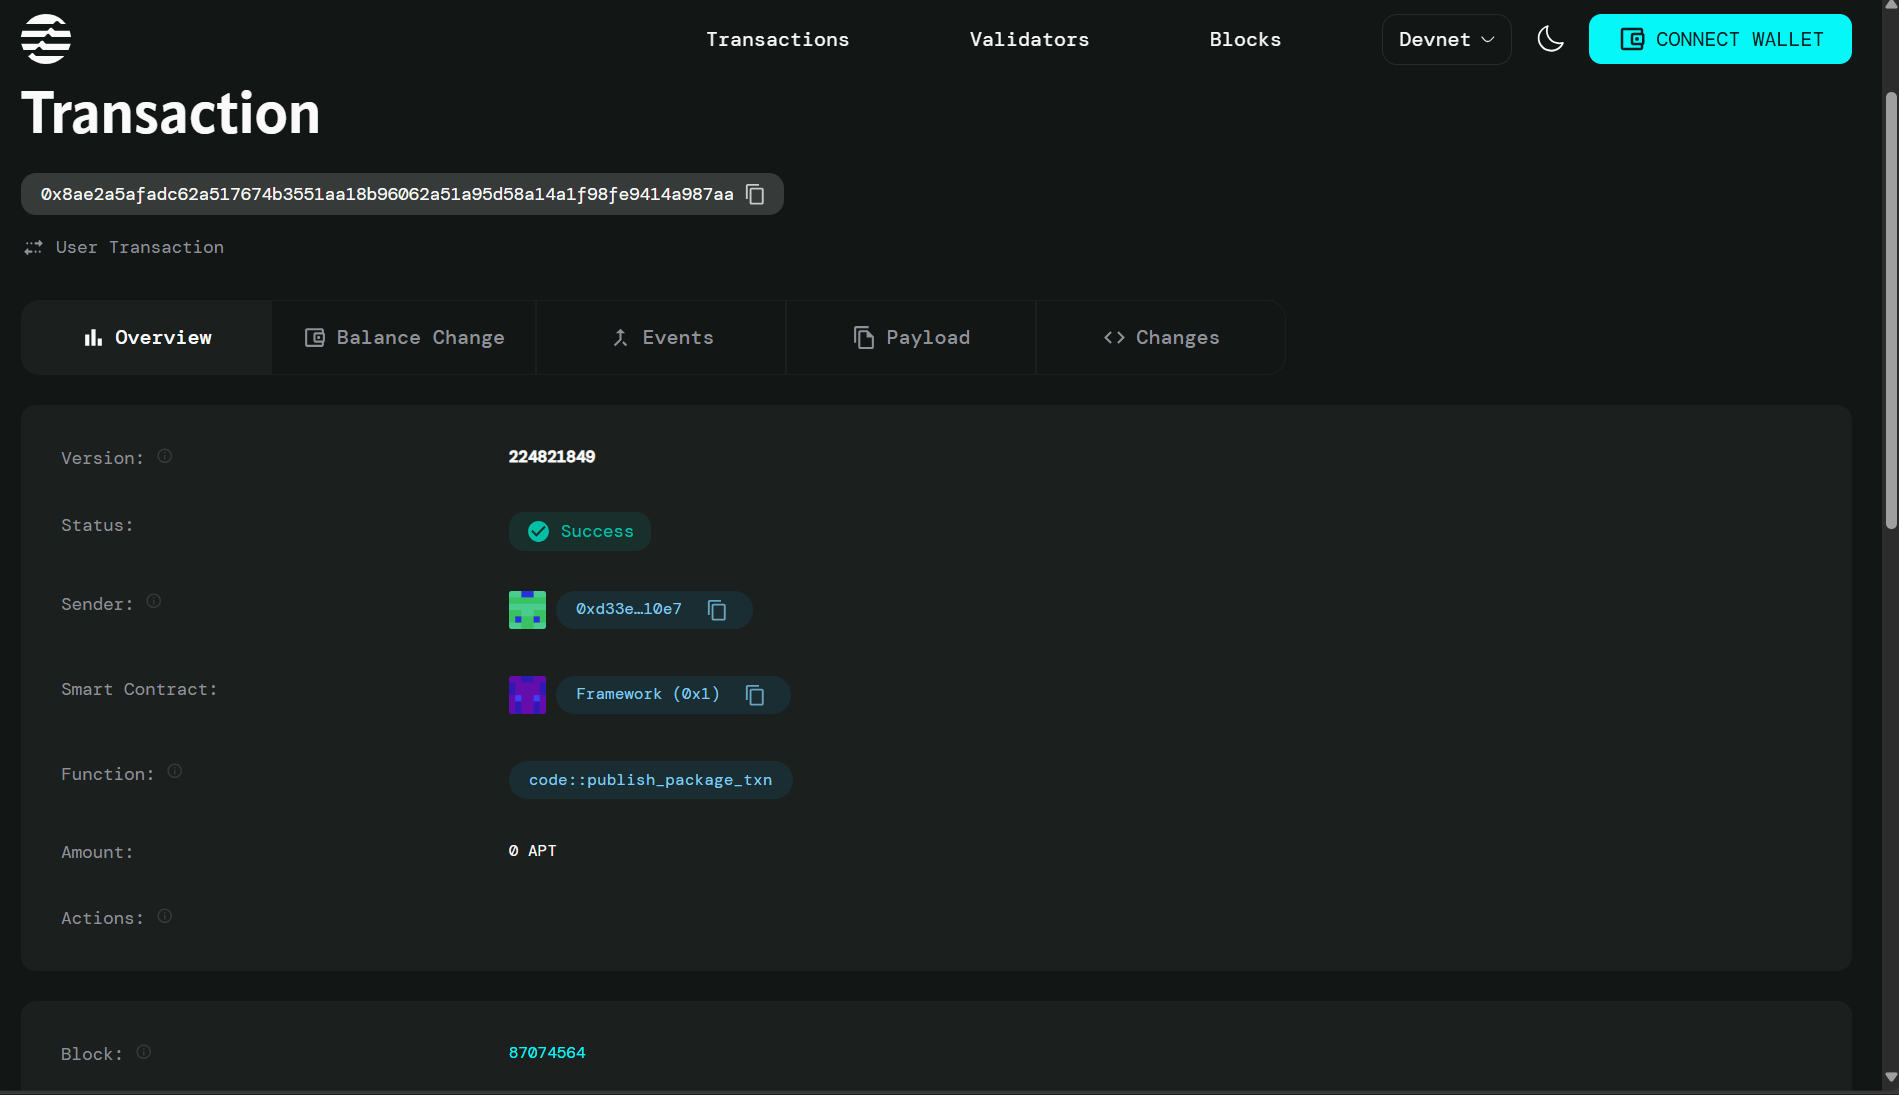 Transactions Validators Blocks Devnet CONNECT WALLET
Transaction
0x8ae2a5afadc62a517674b3551aa18b96062a51a95d58a14a1f98fe9414a987aa
User Transaction
Overview Balance Change Events Payload Changes
Version: 224821849
Status: Success
Sender: 0xd33e…10e7
Smart Contract: Framework (0x1)
Function: code::publish_package_txn
Amount: 0 APT
Actions:
Block: 87074564